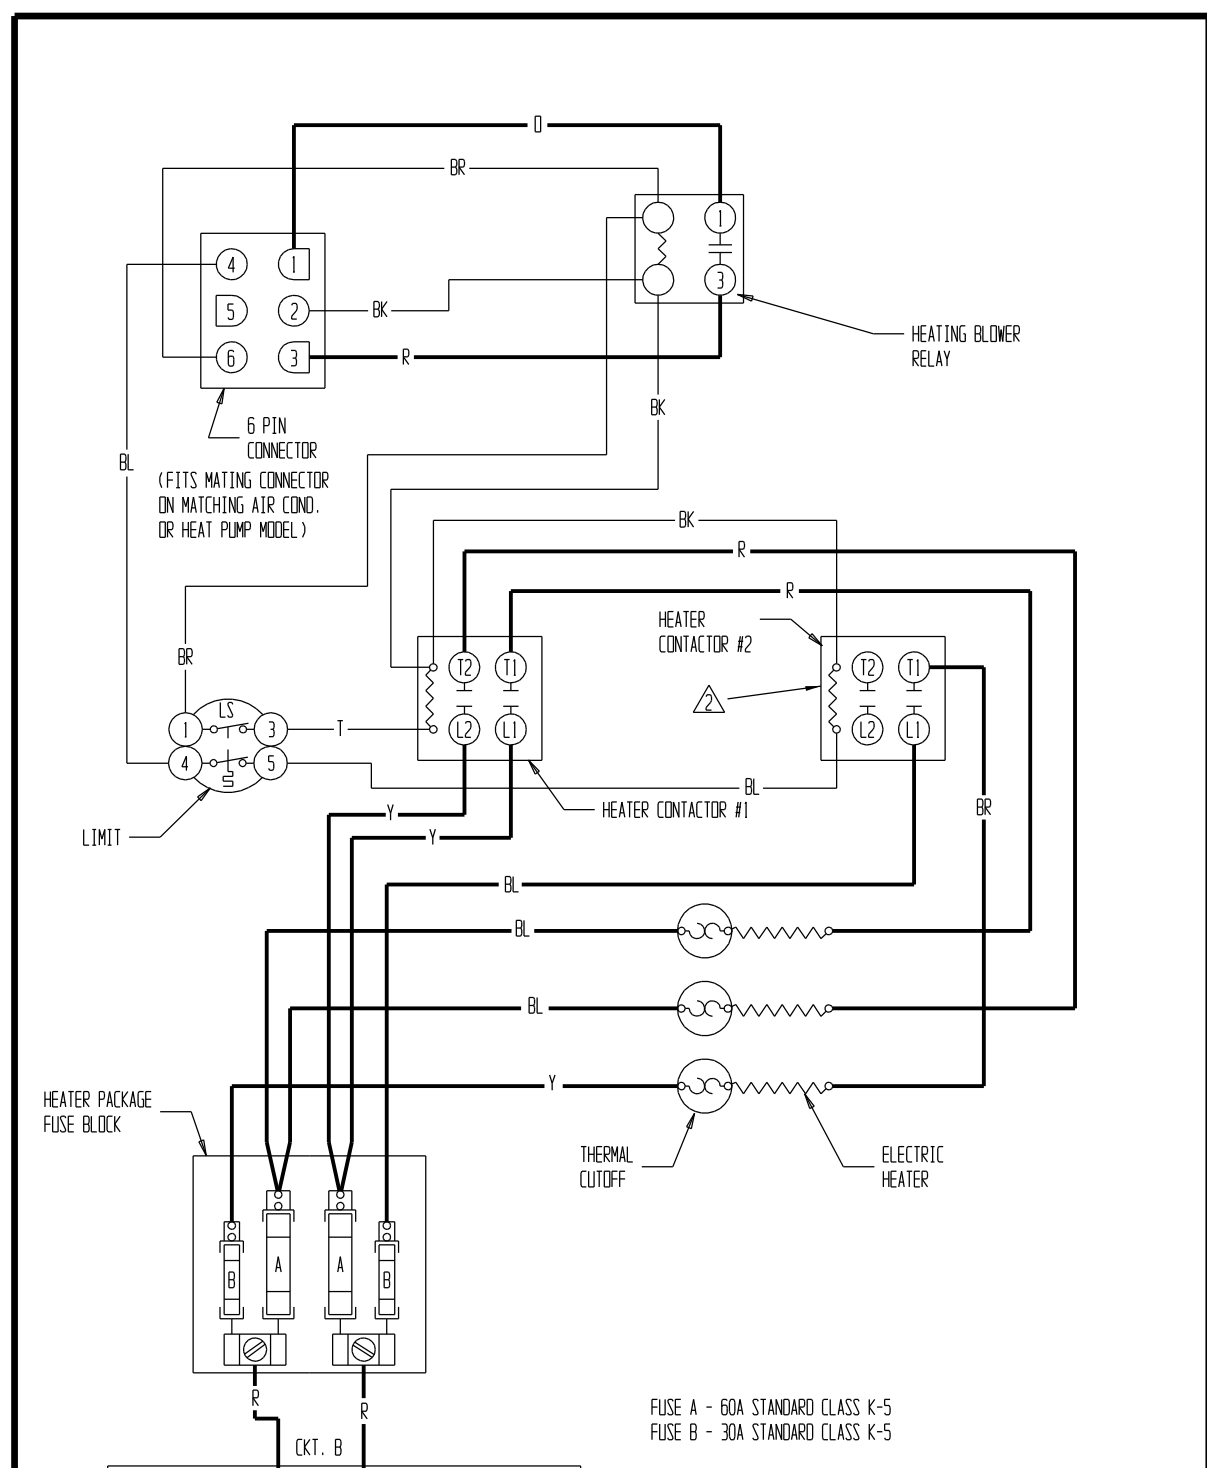 O
BR
1
4
1
5
2
BK
6
3
R
3
HEATING BLOWER
RELAY
6 PIN
CONNECTOR
(FITS MATING CONNECTOR
ON MATCHING AIR COND.
OR HEAT PUMP MODEL)
BL
BK
BK
R
R
HEATER
CONTACTOR #2
BR
T2
T1
T2
T1
2
LS
1
3
T
L2
L1
L2
L1
4
5
S
BL
HEATER CONTACTOR #1
Y
Y
BR
LIMIT
BL
BL
BL
Y
HEATER PACKAGE
FUSE BLOCK
THERMAL
CUTOFF
ELECTRIC
HEATER
B
A
A
B
R
R
FUSE A - 60A STANDARD CLASS K-5
FUSE B - 30A STANDARD CLASS K-5
CKT. B